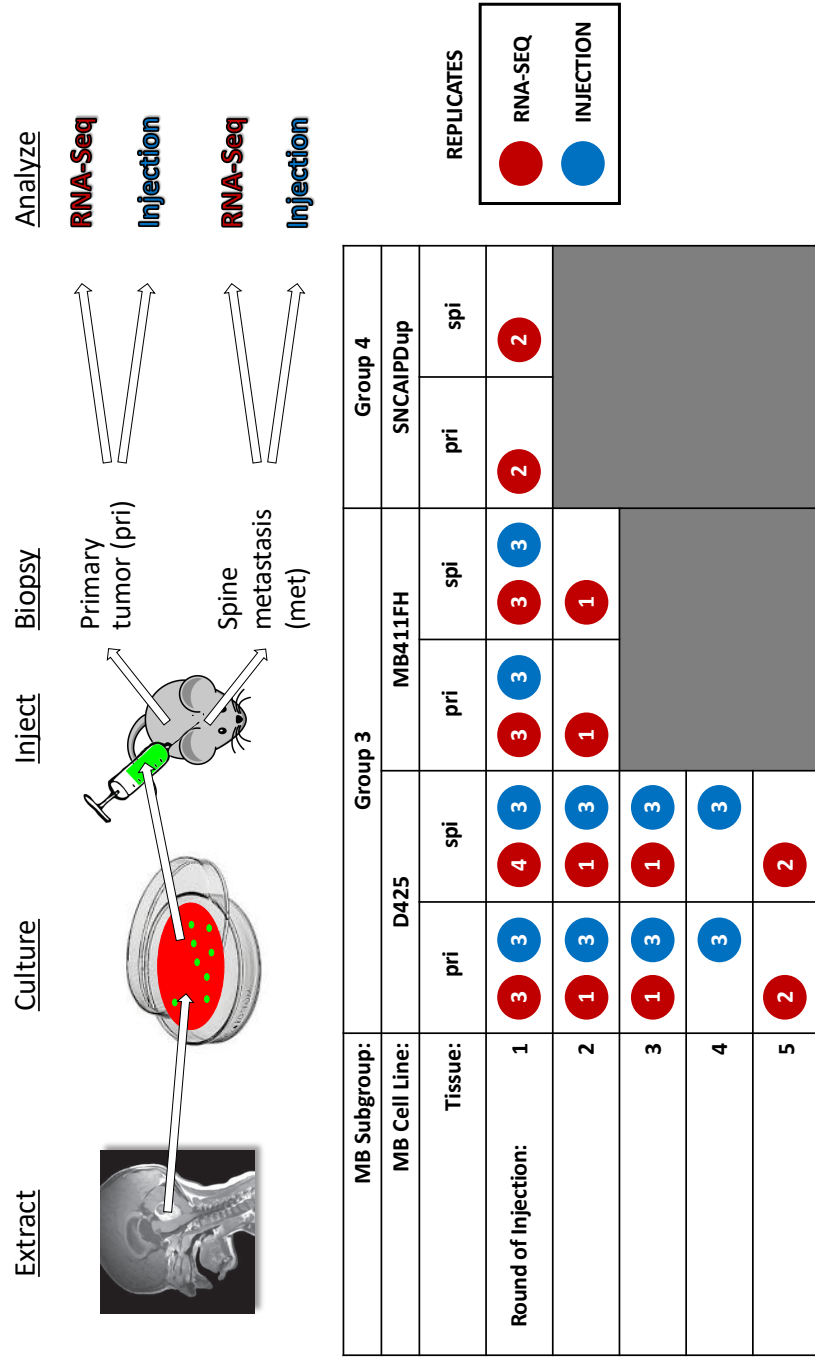 Extract
Culture
Inject
Biopsy
Analyze
Primary
tumor (pri)
Spine
metastasis
(met)
RNA-Seq
Injection
RNA-Seq
Injection
MB Subgroup: Group 3 Group 4
MB Cell Line: D425 MB411FH SNCAIPDup
Tissue: pri spi pri spi pri spi
Round of Injection: 1 3 3 4 3 3 3 3 3 2 2
2 1 3 1 3 1 1
3 1 3 1 3
4 3 3
5 2 2
REPLICATES
RNA-SEQ
INJECTION